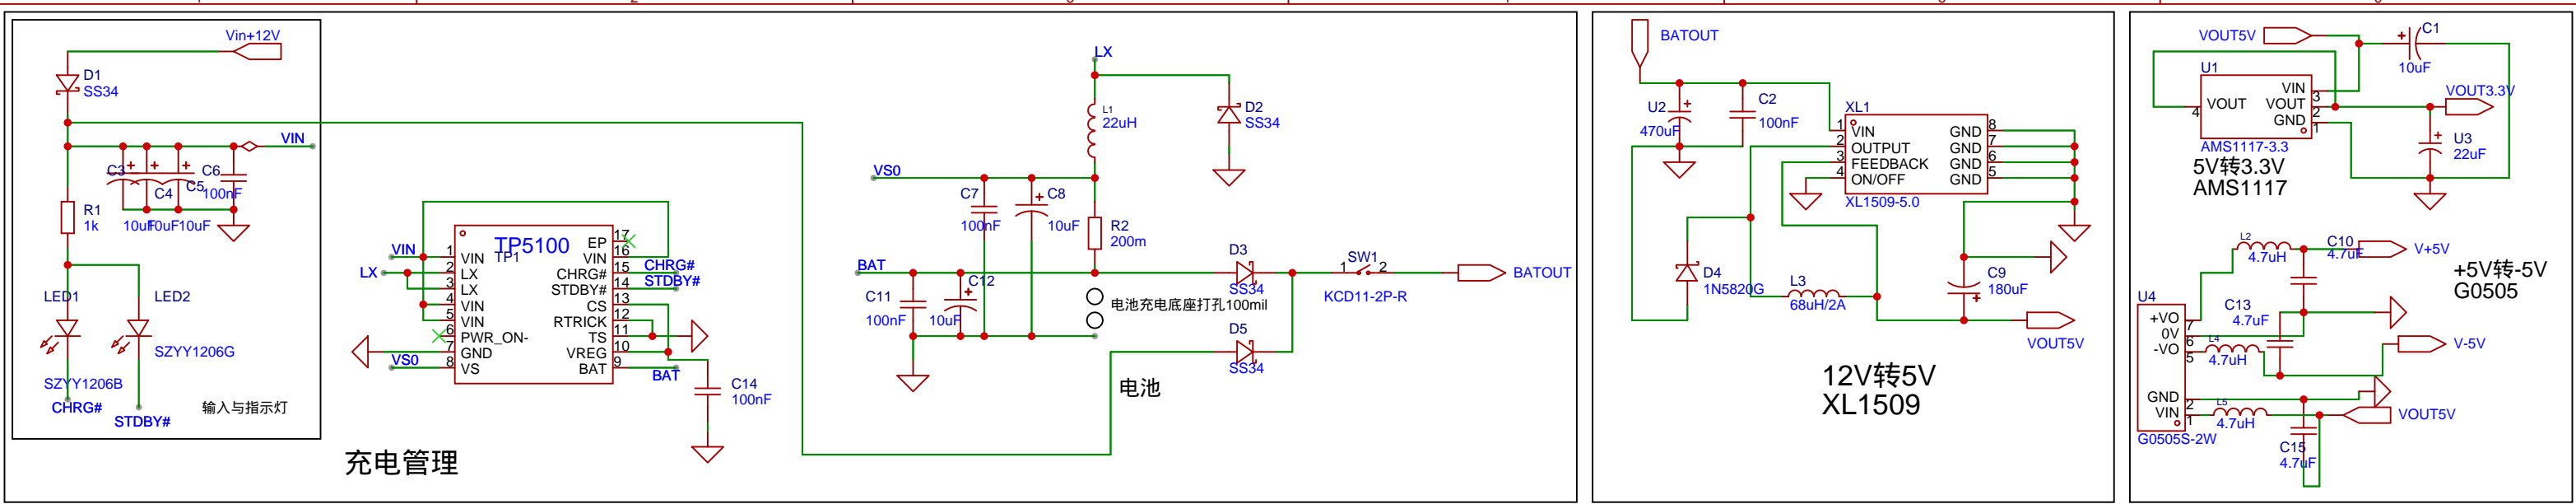 Vin+12V
D1
SS34
VIN
C3
C4
C5
C6
100nF
10uF
10uF
10uF
R1
1k
LED1
LED2
SZYY1206G
SZYY1206B
CHRG#
STDBY#
输入与指示灯
充电管理
TP5100
TP1
VIN
LX
VS0
1 VIN
2 LX
3 LX
4 VIN
5 VIN
6 PWR_ON-
7 GND
8 VS
EP 17
VIN 16
CHRG# 15
STDBY# 14
CS 13
RTRICK 12
TS 11
VREG 10
BAT 9
CHRG#
STDBY#
BAT
C14
100nF
LX
L1
22uH
D2
SS34
VS0
C7
100nF
C8
10uF
R2
200m
BAT
C11
100nF
C12
10uF
电池充电底座打孔100mil
D3
SS34
D5
SS34
SW1
1 2
KCD11-2P-R
BATOUT
电池
BATOUT
U2
470uF
C2
100nF
XL1
1 VIN
2 OUTPUT
3 FEEDBACK
4 ON/OFF
GND 8
GND 7
GND 6
GND 5
XL1509-5.0
D4
1N5820G
L3
68uH/2A
C9
180uF
VOUT5V
12V转5V
XL1509
VOUT5V
C1
10uF
U1
VOUT 4
VIN 3
VOUT 2
GND 1
VOUT3.3V
AMS1117-3.3
U3
22uF
5V转3.3V
AMS1117
L2
4.7uH
C10
4.7uF
V+5V
+5V转-5V
G0505
U4
+VO 7
0V 6
-VO 5
GND 2
VIN 1
G0505S-2W
C13
4.7uF
L4
4.7uH
V-5V
L5
4.7uH
VOUT5V
C15
4.7uF